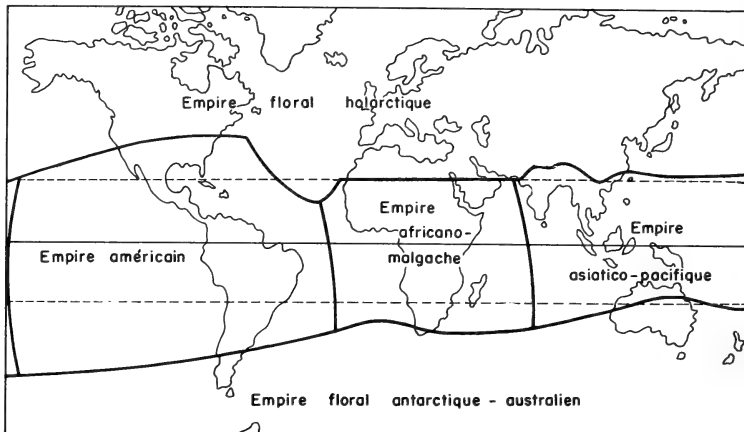 Empire floral holarctique
Empire
africano-
malgache
Empire américain
Empire
asiatico-pacifique
Empire floral antarctique - australien